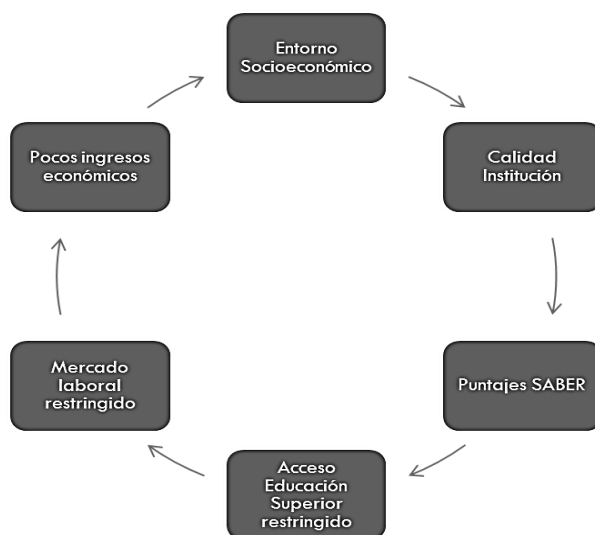 Entorno
Socioeconómico
Calidad
Institución
Puntajes SABER
Acceso
Educación
Superior
restringido
Mercado
laboral
restringido
Pocos ingresos
económicos